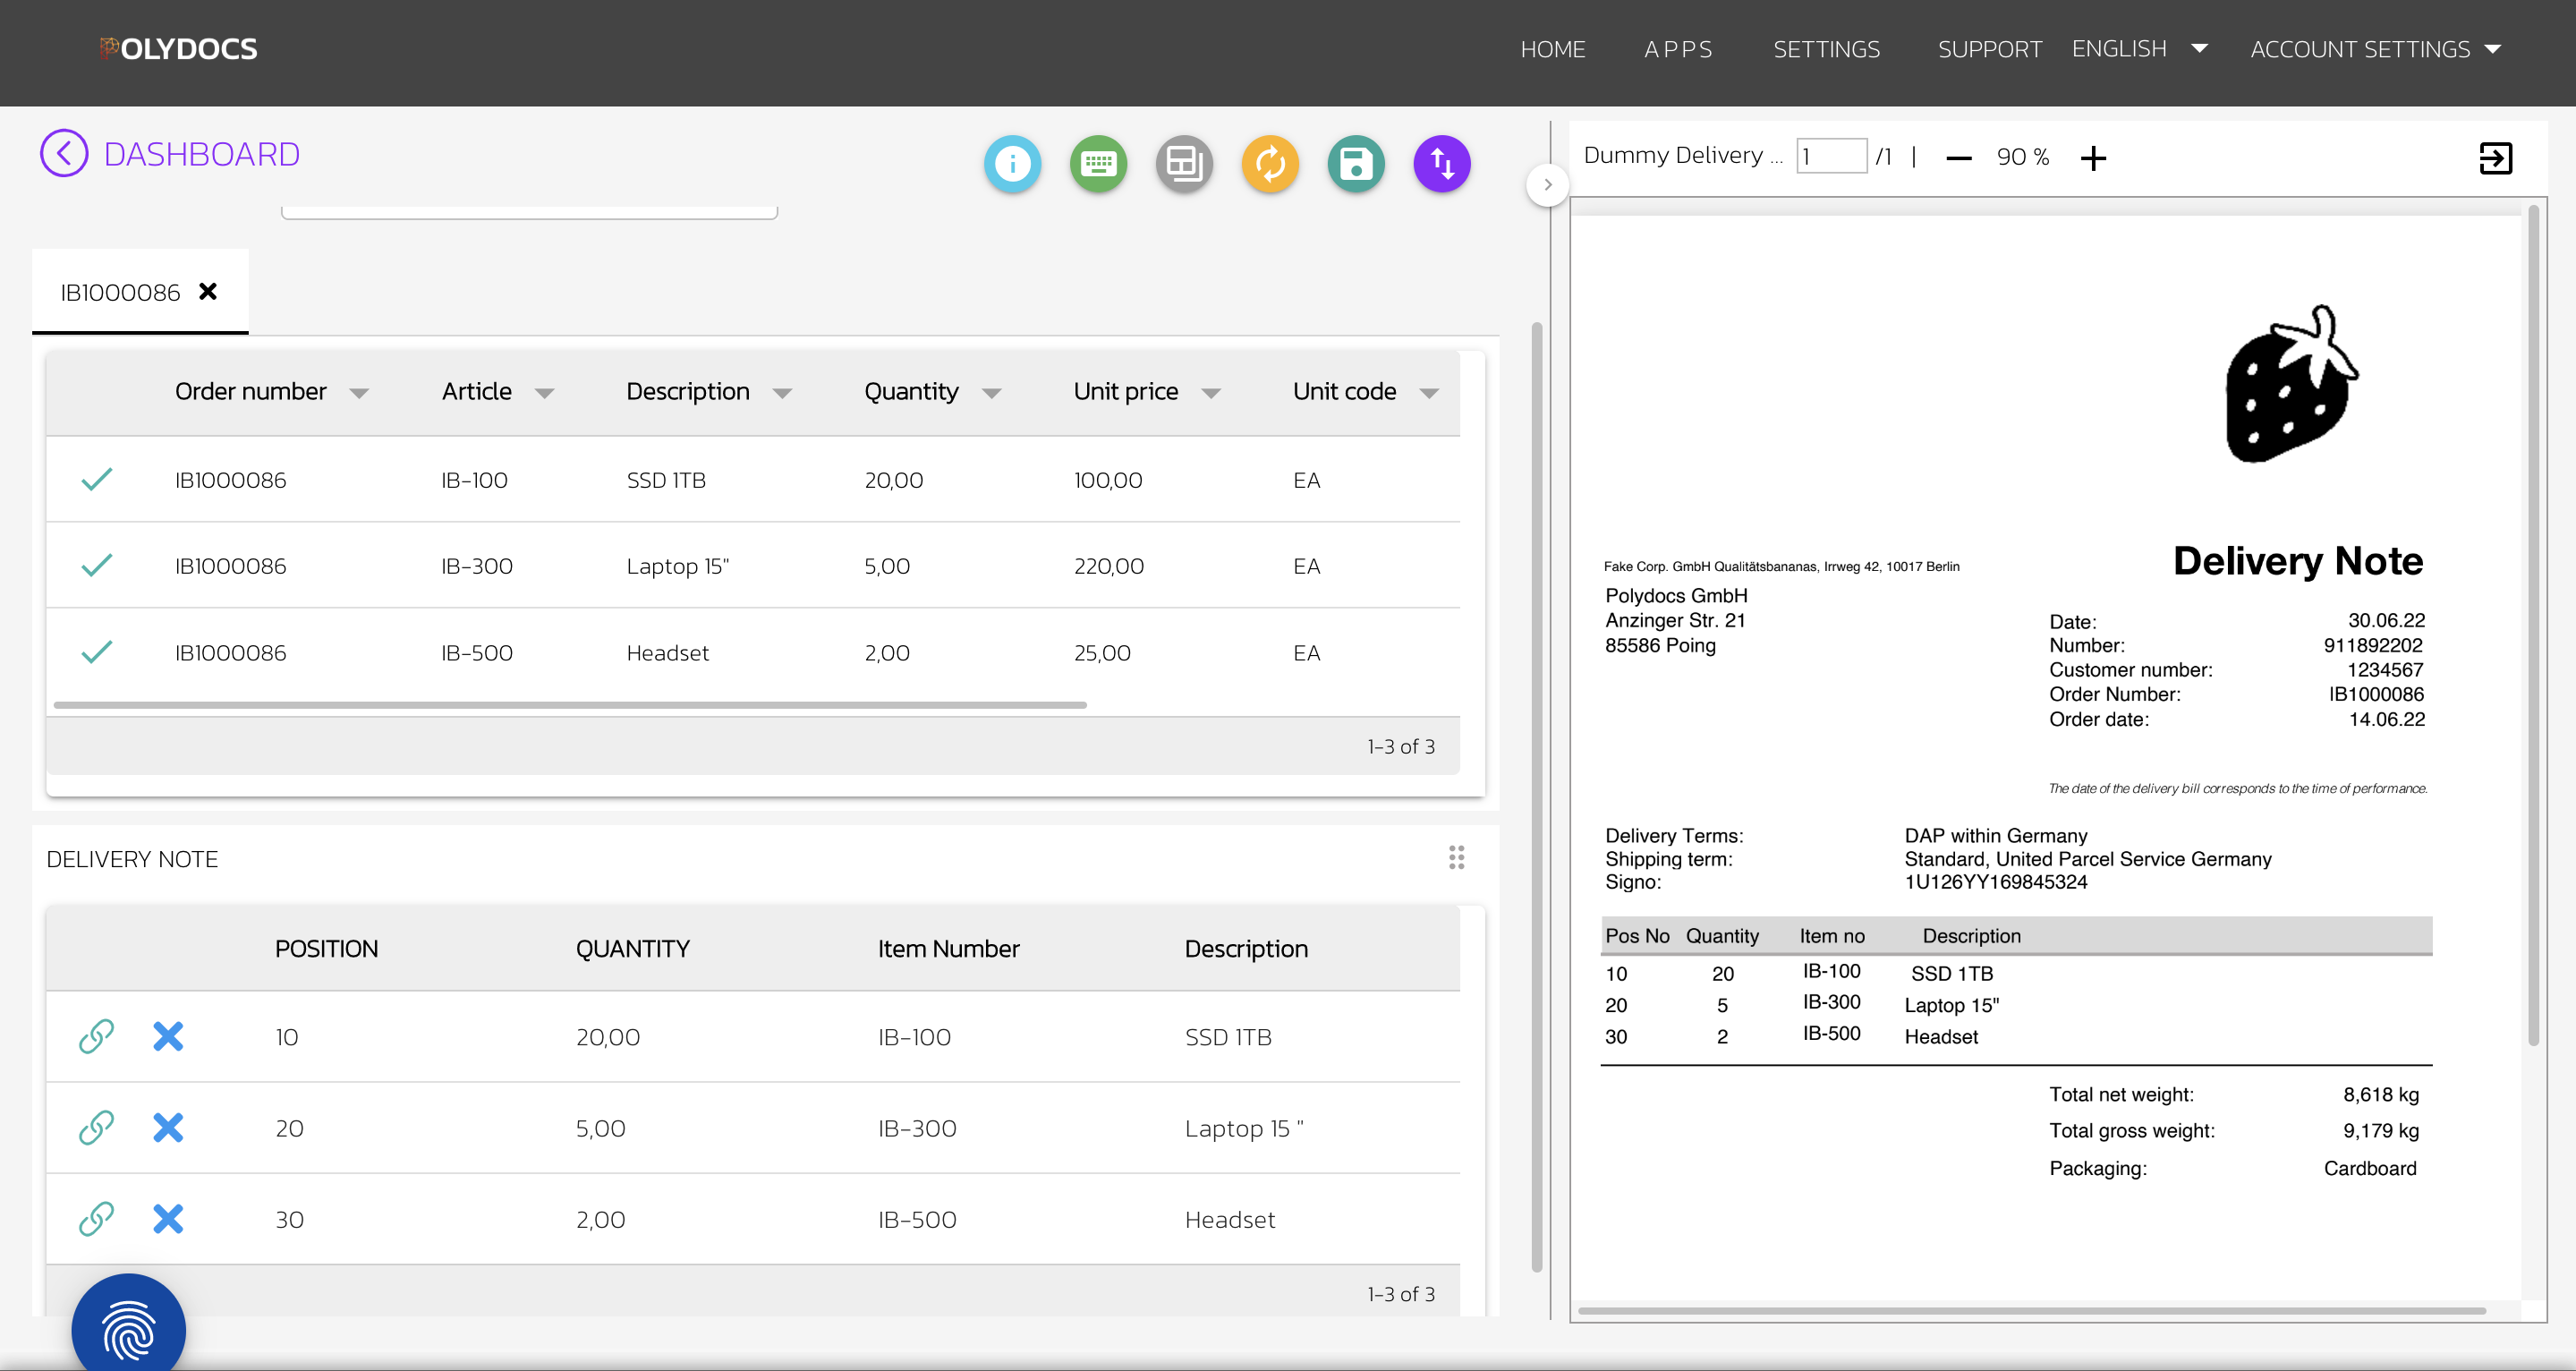 POLYDOCS
HOME APPS SETTINGS SUPPORT ENGLISH ACCOUNT SETTINGS
DASHBOARD
IB1000086
Order number Article Description Quantity Unit price Unit code
IB1000086 IB-100 SSD 1TB 20,00 100,00 EA
IB1000086 IB-300 Laptop 15" 5,00 220,00 EA
IB1000086 IB-500 Headset 2,00 25,00 EA
1-3 of 3
DELIVERY NOTE
POSITION QUANTITY Item Number Description
10 20,00 IB-100 SSD 1TB
20 5,00 IB-300 Laptop 15 "
30 2,00 IB-500 Headset
1-3 of 3
Dummy Delivery ... 1 /1 | 90 %
Delivery Note
Fake Corp. GmbH Qualitätsbananas, Irrweg 42, 10017 Berlin
Polydocs GmbH
Anzinger Str. 21
85586 Poing
Date: 30.06.22
Number: 911892202
Customer number: 1234567
Order Number: IB1000086
Order date: 14.06.22
The date of the delivery bill corresponds to the time of performance.
Delivery Terms: DAP within Germany
Shipping term: Standard, United Parcel Service Germany
Signo: 1U126YY169845324
Pos No Quantity Item no Description
10 20 IB-100 SSD 1TB
20 5 IB-300 Laptop 15"
30 2 IB-500 Headset
Total net weight: 8,618 kg
Total gross weight: 9,179 kg
Packaging: Cardboard